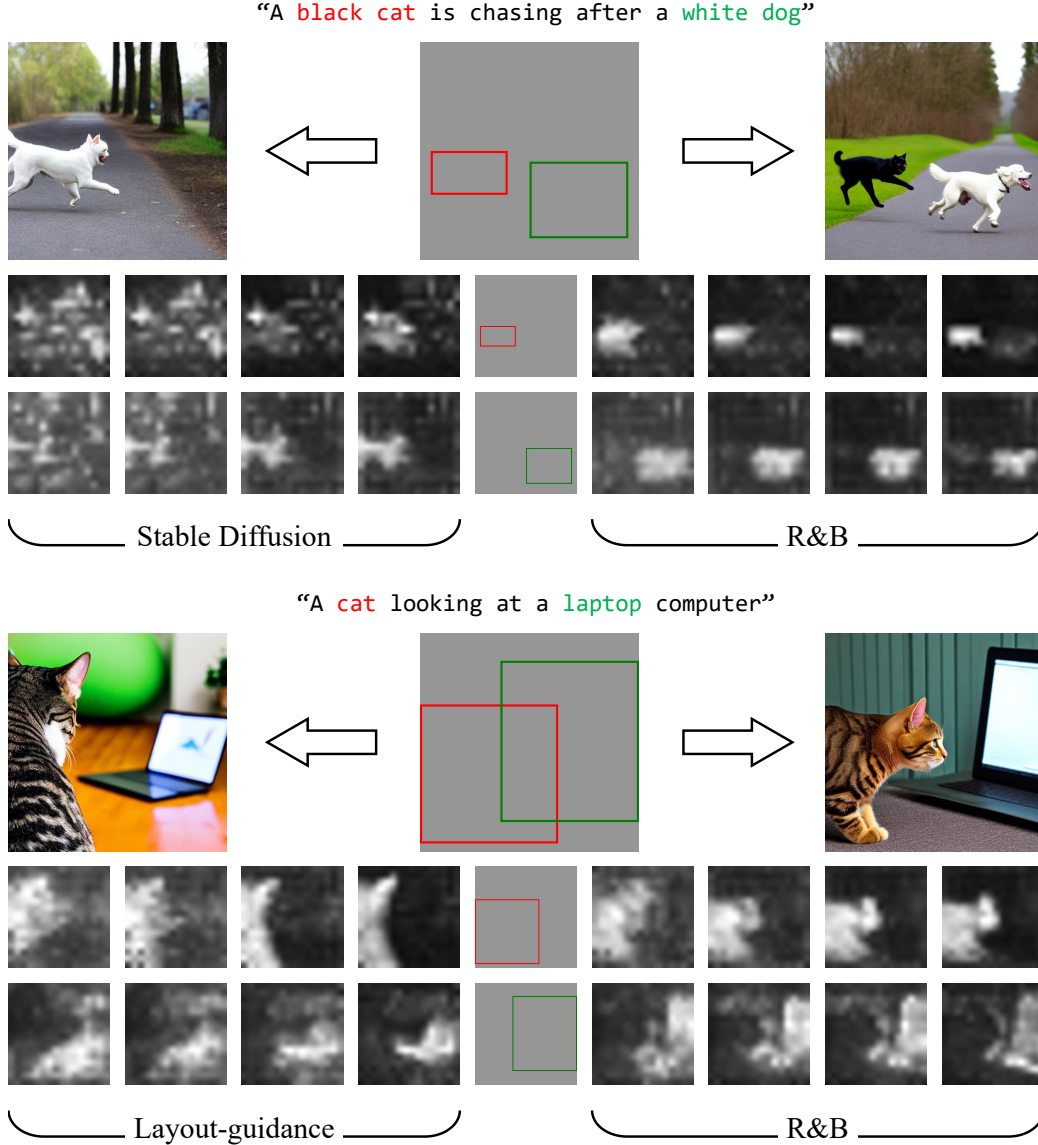 “A black cat is chasing after a white dog”
Stable Diffusion
R&B
“A cat looking at a laptop computer”
Layout-guidance
R&B